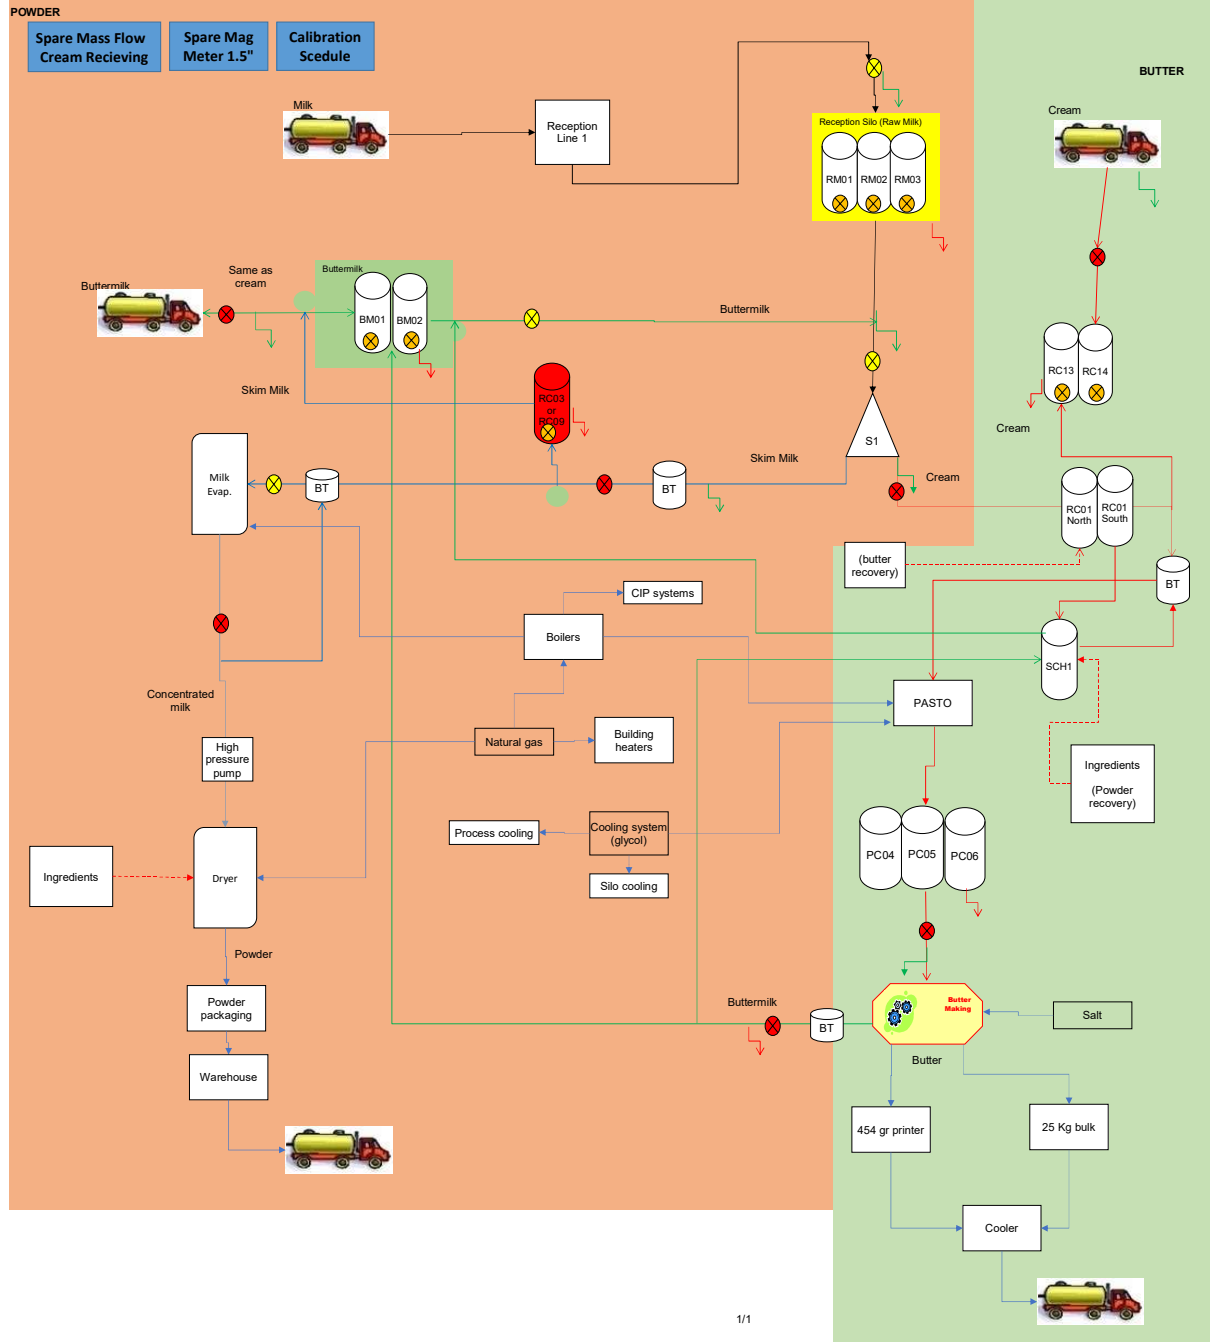 POWDER
Spare Mass Flow
Cream Recieving
Spare Mag
Meter 1.5"
Calibration
Scedule
BUTTER
Milk
Reception
Line 1
Reception Silo (Raw Milk)
RM01
RM02
RM03
Cream
Same as
cream
Buttermilk
Buttermilk
BM01
BM02
Buttermilk
RC13
RC14
Skim Milk
RC03
or
RC09
Cream
S1
Skim Milk
Cream
Milk
Evap.
BT
BT
RC01
North
RC01
South
(butter
recovery)
BT
CIP systems
Boilers
SCH1
Concentrated
milk
PASTO
Natural gas
Building
heaters
High
pressure
pump
Ingredients
(Powder
recovery)
Process cooling
Cooling system
(glycol)
PC04
PC05
PC06
Silo cooling
Ingredients
Dryer
Powder
Powder
packaging
Buttermilk
BT
Butter
Making
Salt
Butter
Warehouse
454 gr printer
25 Kg bulk
Cooler
1/1